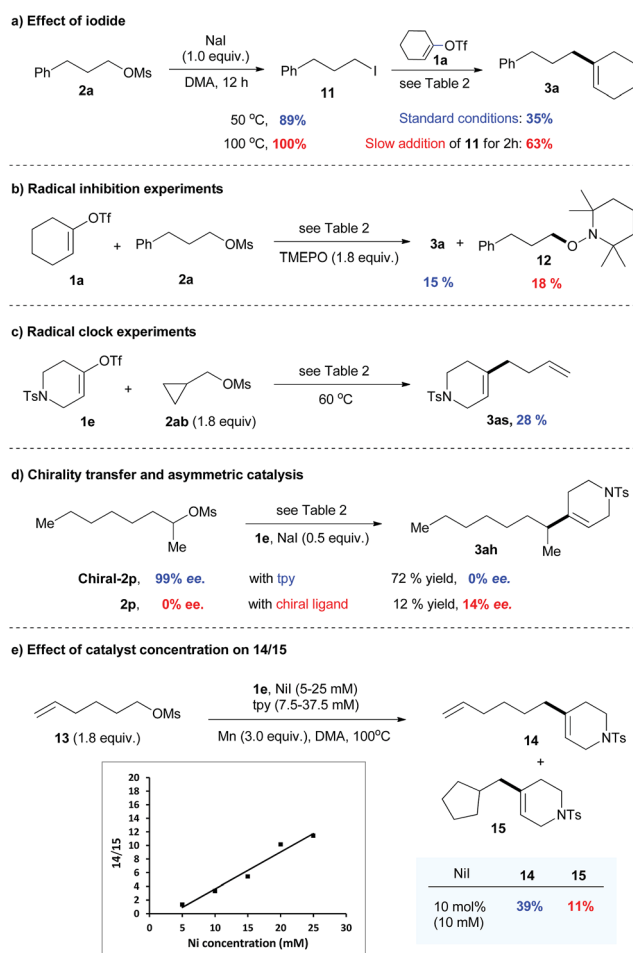 a) Effect of iodide
Ph OMs
2a
NaI
(1.0 equiv.)
DMA, 12 h
Ph I
11
OTf
1a
see Table 2
Ph
3a
50 °C, 89%
Standard conditions: 35%
100 °C, 100%
Slow addition of 11 for 2h: 63%
b) Radical inhibition experiments
OTf
1a
+
Ph OMs
2a
see Table 2
TMEPO (1.8 equiv.)
3a +
15 %
Ph O N
12
18 %
c) Radical clock experiments
OTf
TsN
1e
+
OMs
2ab (1.8 equiv)
see Table 2
60 °C
TsN
3as, 28 %
d) Chirality transfer and asymmetric catalysis
OMs
Me
Me
see Table 2
1e, NaI (0.5 equiv.)
NTs
Me
Me
3ah
Chiral-2p, 99% ee. with tpy 72 % yield, 0% ee.
2p, 0% ee. with chiral ligand 12 % yield, 14% ee.
e) Effect of catalyst concentration on 14/15
OMs
13 (1.8 equiv.)
1e, NiI (5-25 mM)
tpy (7.5-37.5 mM)
Mn (3.0 equiv.), DMA, 100°C
14
NTs
+
15
NTs
14/15
20
18
16
14
12
10
8
6
4
2
0
0 5 10 15 20 25 30
Ni concentration (mM)
NiI 14 15
10 mol% 39% 11%
(10 mM)